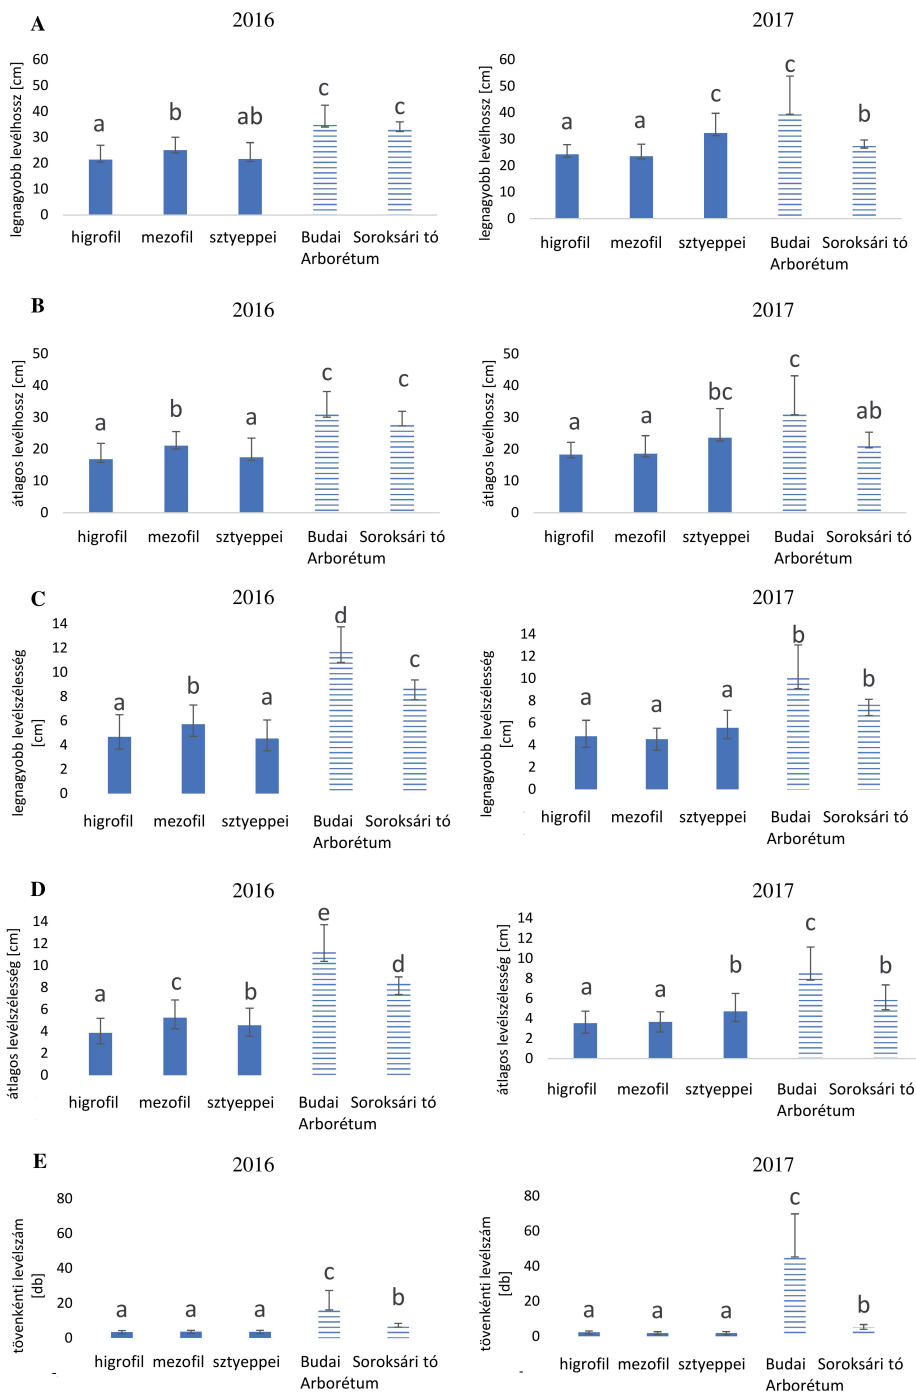 A
2016
legnagyobb levélhossz [cm]
60
50
40
30
20
10
0
a
b
ab
c
c
higrofil
mezofil
sztyeppei
Budai
Arborétum
Soroksári tó
2017
legnagyobb levélhossz [cm]
60
50
40
30
20
10
0
a
a
c
c
b
higrofil
mezofil
sztyeppei
Budai
Arborétum
Soroksári tó
B
2016
átlagos levélhossz [cm]
50
40
30
20
10
0
a
b
a
c
c
higrofil
mezofil
sztyeppei
Budai
Arborétum
Soroksári tó
2017
átlagos levélhossz [cm]
50
40
30
20
10
0
a
a
bc
c
ab
higrofil
mezofil
sztyeppei
Budai
Arborétum
Soroksári tó
C
2016
legnagyobb levélszélesség
[cm]
14
12
10
8
6
4
2
0
a
b
a
d
c
higrofil
mezofil
sztyeppei
Budai
Arborétum
Soroksári tó
2017
legnagyobb levélszélesség
[cm]
14
12
10
8
6
4
2
0
a
a
a
b
b
higrofil
mezofil
sztyeppei
Budai
Arborétum
Soroksári tó
D
2016
átlagos levélszélesség [cm]
14
12
10
8
6
4
2
0
a
c
b
e
d
higrofil
mezofil
sztyeppei
Budai
Arborétum
Soroksári tó
2017
átlagos levélszélesség [cm]
14
12
10
8
6
4
2
0
a
a
b
c
b
higrofil
mezofil
sztyeppei
Budai
Arborétum
Soroksári tó
E
2016
tövenkénti levélszám
[db]
80
60
40
20
0
-
a
a
a
c
b
higrofil
mezofil
sztyeppei
Budai
Arborétum
Soroksári tó
2017
tövenkénti levélszám
[db]
80
60
40
20
0
-
a
a
a
c
b
higrofil
mezofil
sztyeppei
Budai
Arborétum
Soroksári tó